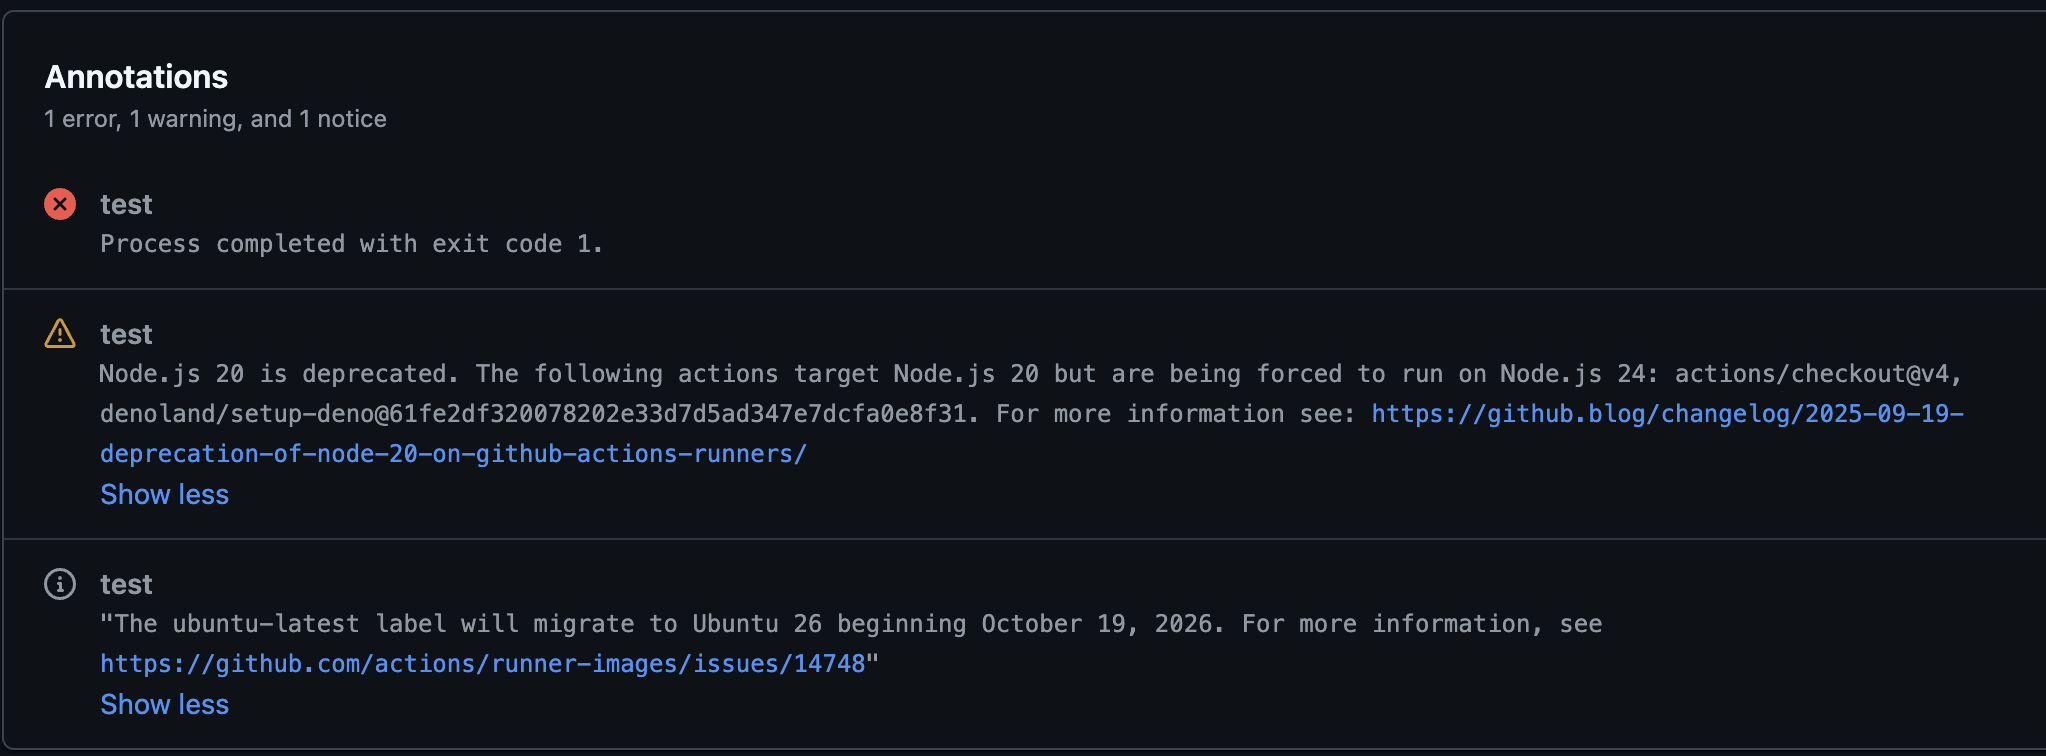 Annotations
1 error, 1 warning, and 1 notice
test
Process completed with exit code 1.
test
Node.js 20 is deprecated. The following actions target Node.js 20 but are being forced to run on Node.js 24: actions/checkout@v4,
denoland/setup-deno@61fe2df320078202e33d7d5ad347e7dcfa0e8f31. For more information see: https://github.blog/changelog/2025-09-19-
deprecation-of-node-20-on-github-actions-runners/
Show less
test
"The ubuntu-latest label will migrate to Ubuntu 26 beginning October 19, 2026. For more information, see
https://github.com/actions/runner-images/issues/14748"
Show less